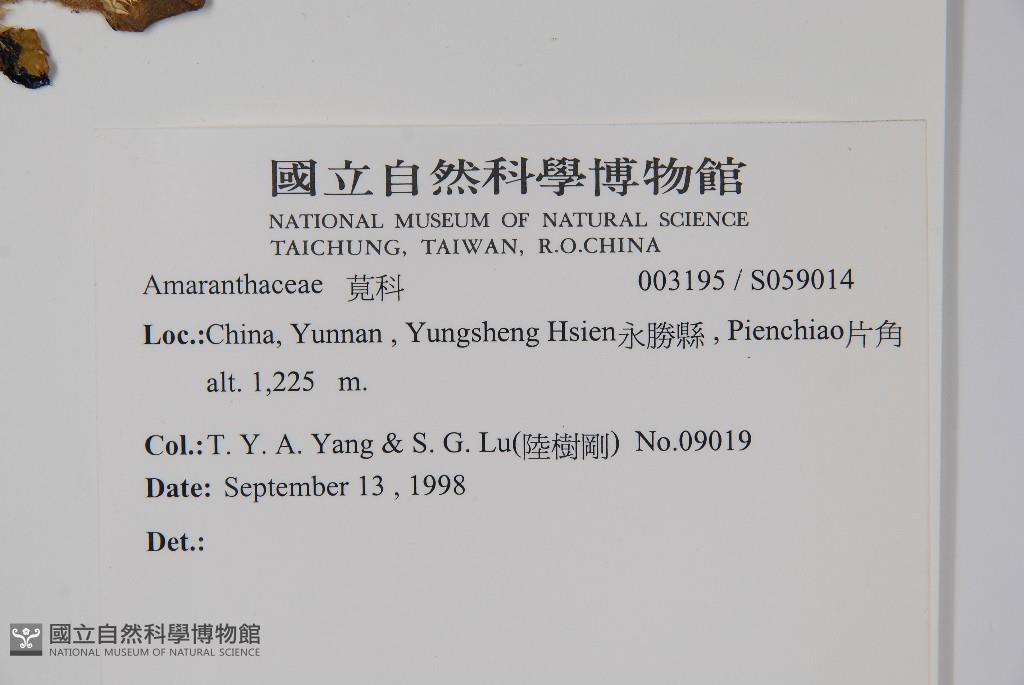 國立自然科學博物館
NATIONAL MUSEUM OF NATURAL SCIENCE
TAICHUNG, TAIWAN, R.O.CHINA
Amaranthaceae 莧科 003195 / S059014
Loc.:China, Yunnan , Yungsheng Hsien永勝縣 , Pienchiao片角
alt. 1,225 m.
Col.:T. Y. A. Yang & S. G. Lu(陸樹剛) No.09019
Date: September 13 , 1998
Det.:
國立自然科學博物館
NATIONAL MUSEUM OF NATURAL SCIENCE